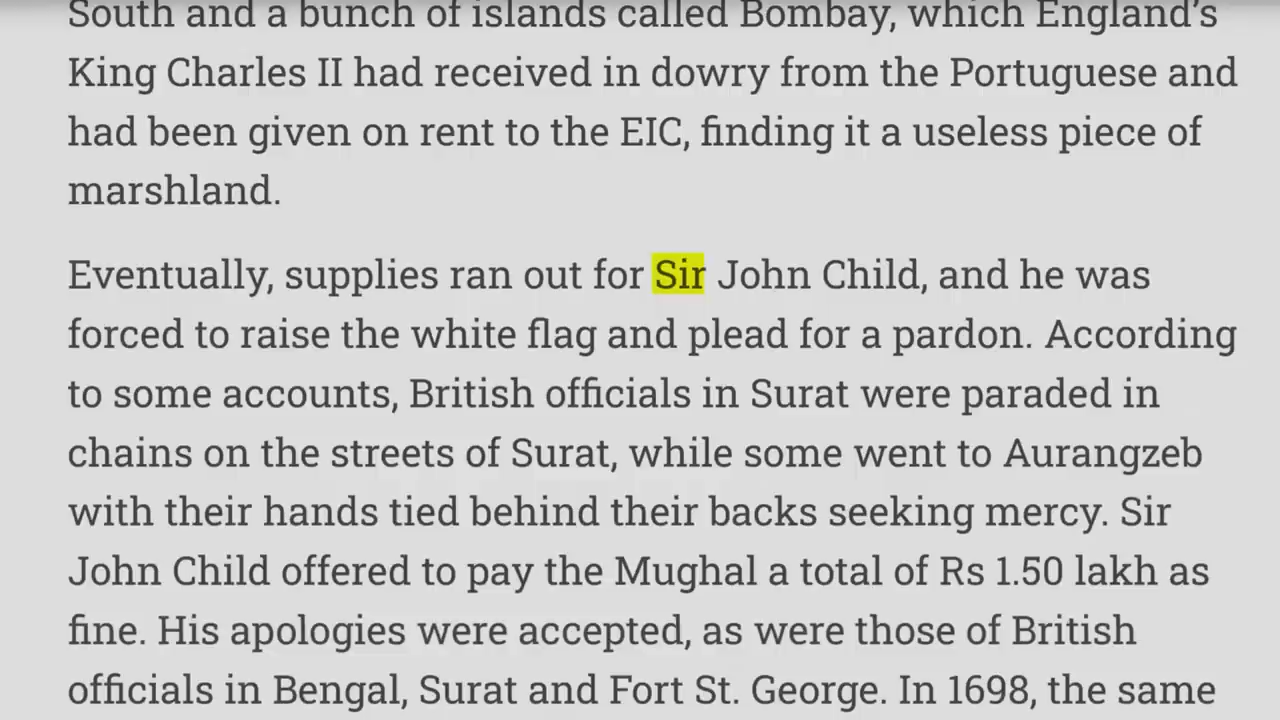 South and a bunch of islands called Bombay, which England’s
King Charles II had received in dowry from the Portuguese and
had been given on rent to the EIC, finding it a useless piece of
marshland.
Eventually, supplies ran out for Sir John Child, and he was
forced to raise the white flag and plead for a pardon. According
to some accounts, British officials in Surat were paraded in
chains on the streets of Surat, while some went to Aurangzeb
with their hands tied behind their backs seeking mercy. Sir
John Child offered to pay the Mughal a total of Rs 1.50 lakh as
fine. His apologies were accepted, as were those of British
officials in Bengal, Surat and Fort St. George. In 1698, the same